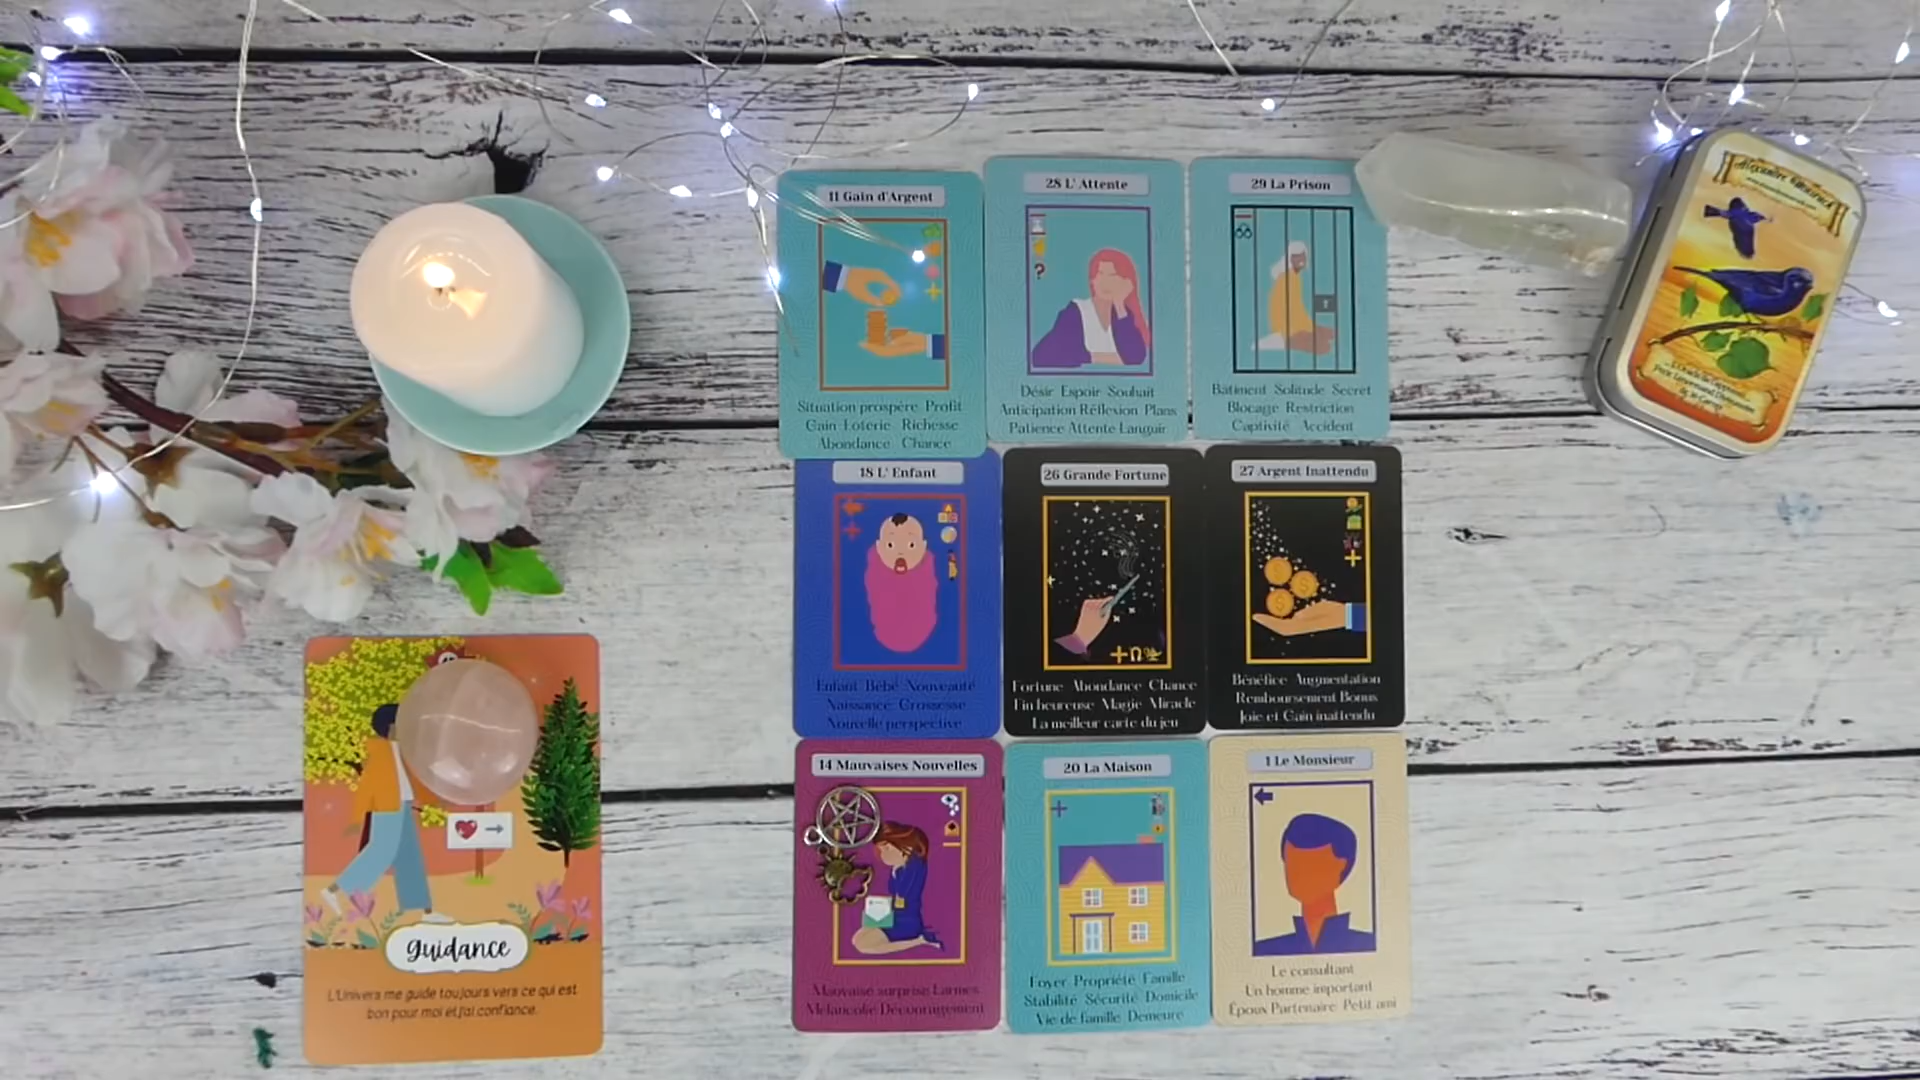 11 Gain d'Argent
Situation prospère Profit
Gain Loterie Richesse
Abondance Chance
28 L' Attente
Désir Espoir Souhait
Anticipation Réflexion Plans
Patience Attente Languir
29 La Prison
Bâtiment Solitude Secret
Blocage Restriction
Captivité Accident
18 L' Enfant
Enfant Bébé Nouveauté
Naissance Grossesse
Nouvelle perspective
26 Grande Fortune
Fortune Abondance Chance
Fin heureuse Magie Miracle
La meilleur carte du jeu
27 Argent Inattendu
Bénéfice Augmentation
Remboursement Bonus
Joie et Gain inattendu
14 Mauvaises Nouvelles
Mauvaise surprise Larmes
Mélancolie Découragement
20 La Maison
Foyer Propriété Famille
Stabilité Sécurité Domicile
Vie de famille Demeure
1 Le Monsieur
Le consultant
Un homme important
Époux Partenaire Petit ami
guidance
L'Univers me guide toujours vers ce qui est
bon pour moi et j'ai confiance.